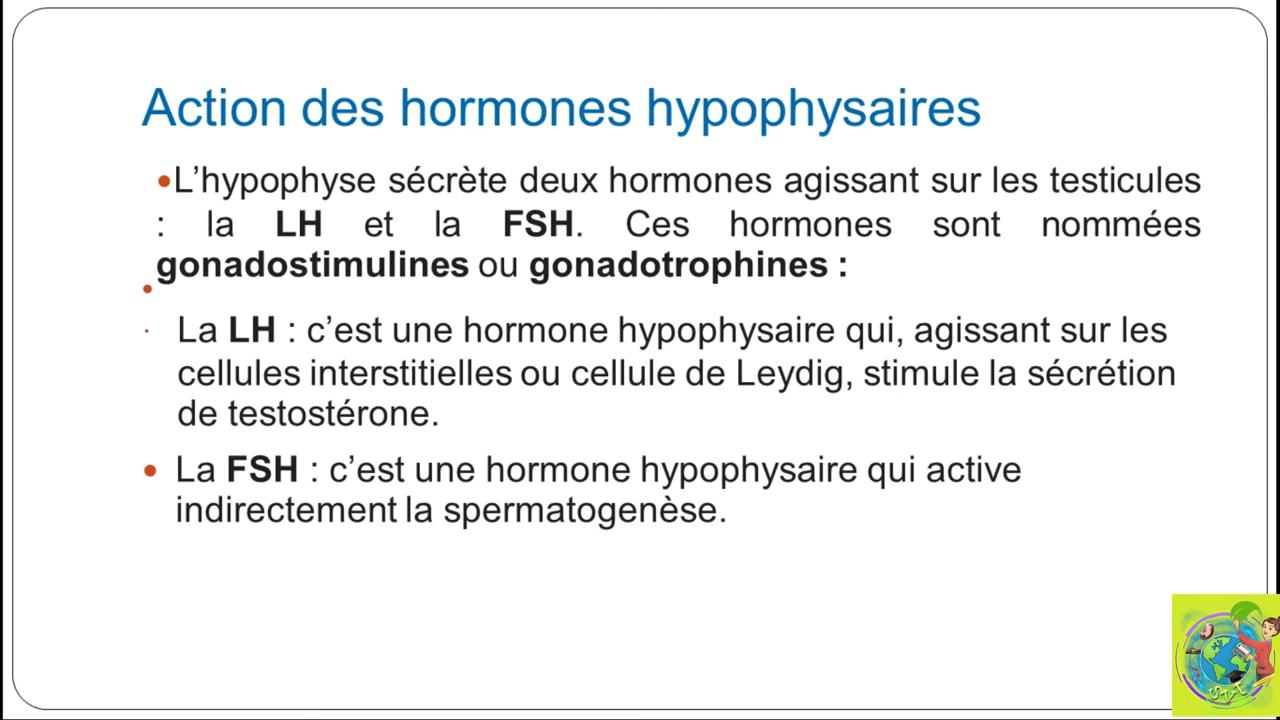 Action des hormones hypophysaires
•L’hypophyse sécrète deux hormones agissant sur les testicules
: la LH et la FSH. Ces hormones sont nommées
gonadostimulines ou gonadotrophines :
•
· La LH : c’est une hormone hypophysaire qui, agissant sur les
cellules interstitielles ou cellule de Leydig, stimule la sécrétion
de testostérone.
• La FSH : c’est une hormone hypophysaire qui active
indirectement la spermatogenèse.
SVT